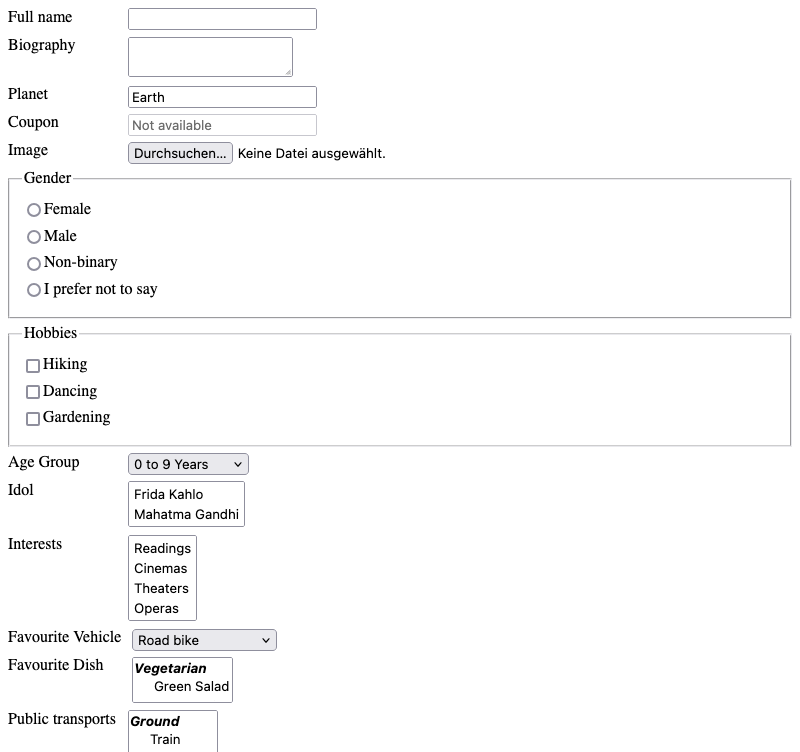 Full name
Biography
Planet Earth
Coupon Not available
Image Durchsuchen... Keine Datei ausgewählt.
Gender
Female
Male
Non-binary
I prefer not to say
Hobbies
Hiking
Dancing
Gardening
Age Group 0 to 9 Years
Idol Frida Kahlo
Mahatma Gandhi
Interests Readings
Cinemas
Theaters
Operas
Favourite Vehicle Road bike
Favourite Dish Vegetarian
Green Salad
Public transports Ground
Train